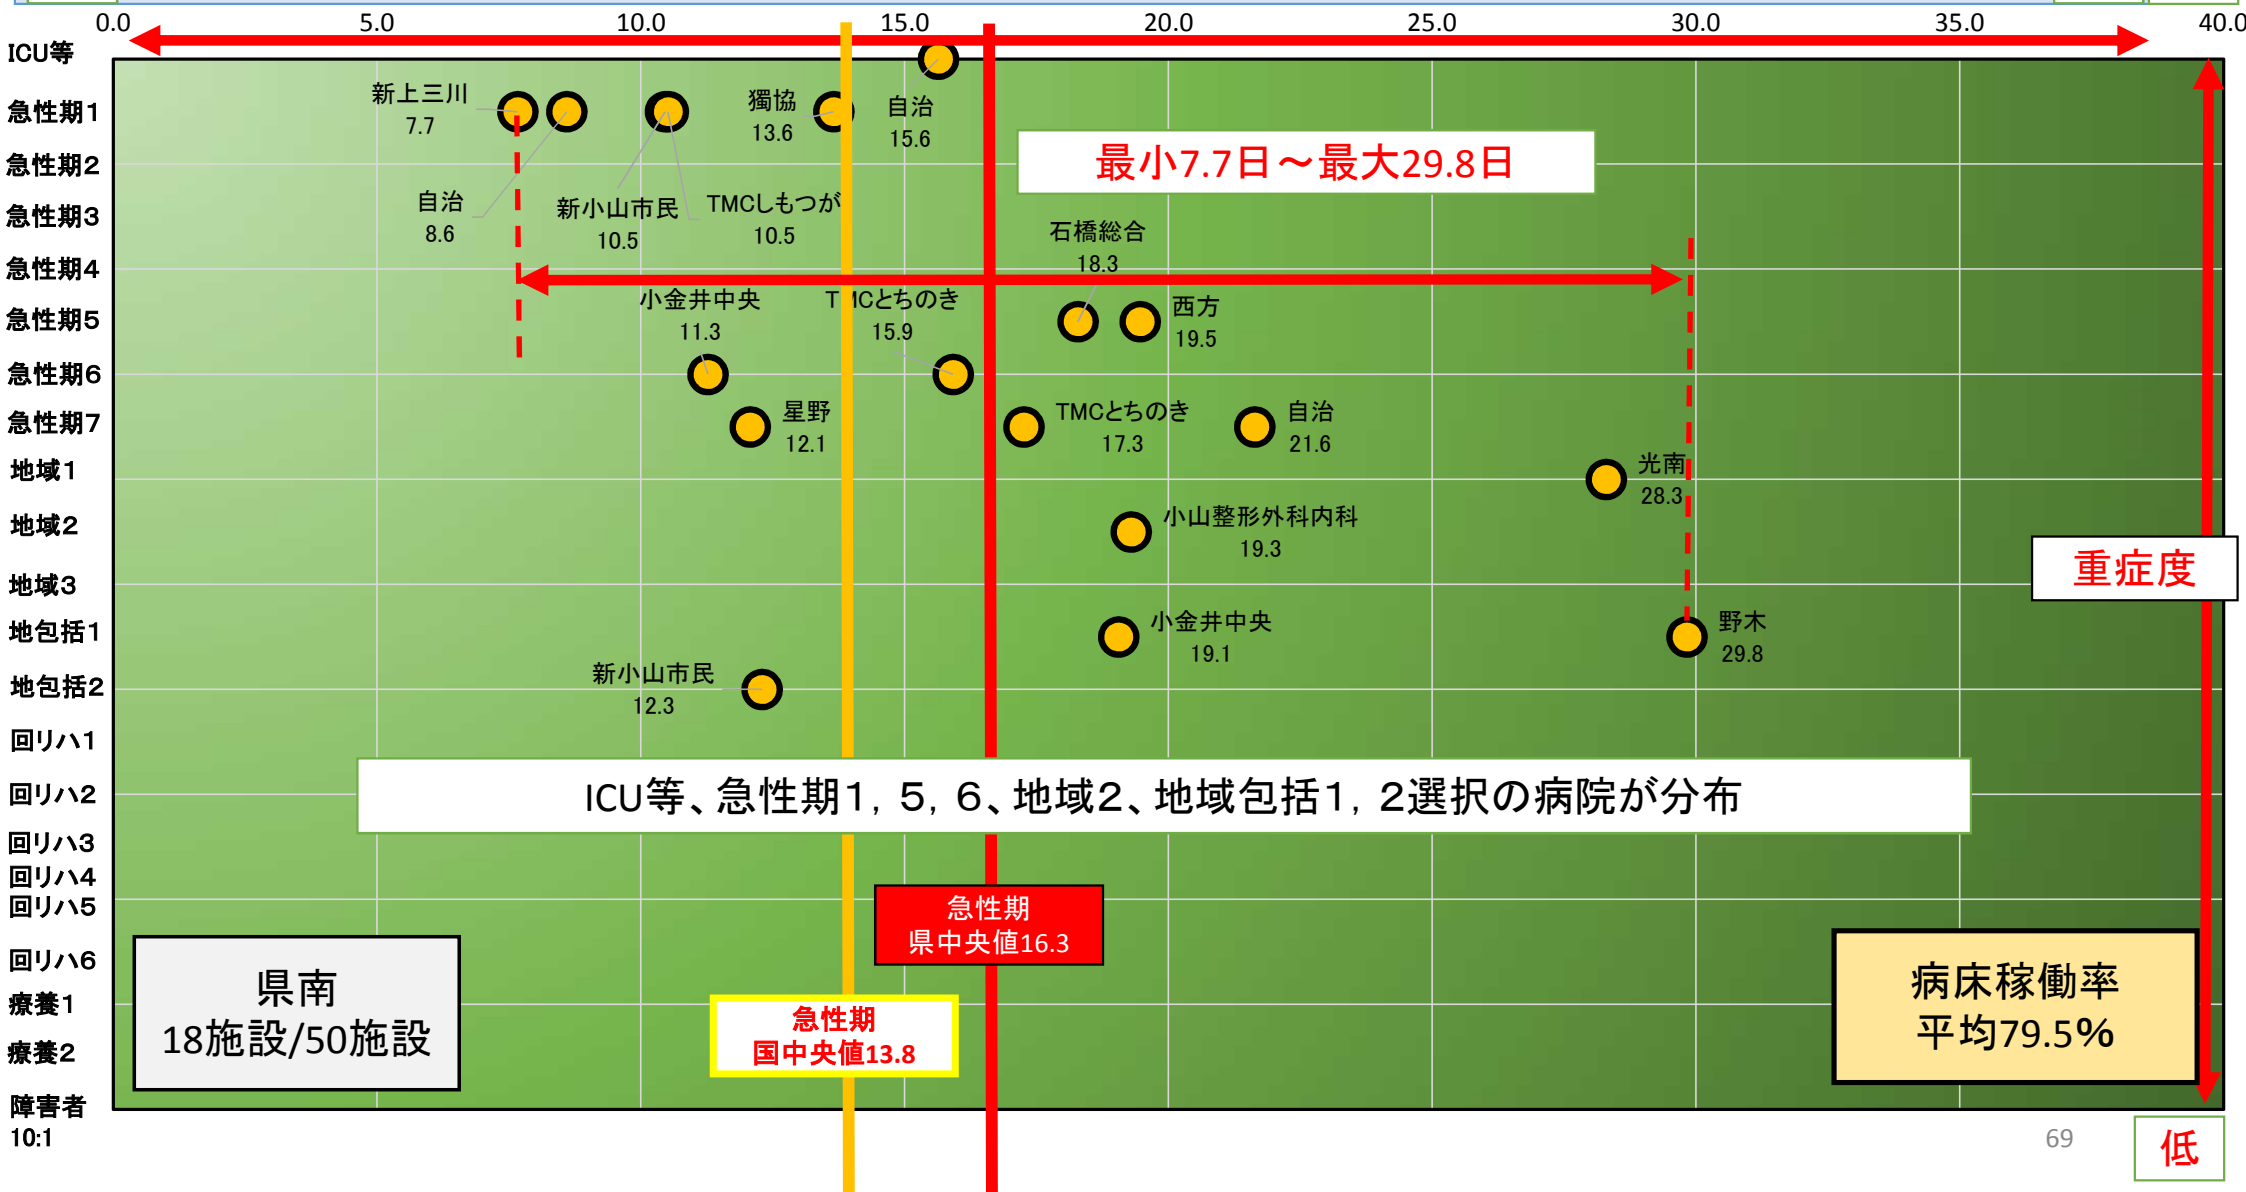 0.0 5.0 10.0 15.0 20.0 25.0 30.0 35.0 40.0
ICU等
急性期1
急性期2
急性期3
急性期4
急性期5
急性期6
急性期7
地域1
地域2
地域3
地包括1
地包括2
回リハ1
回リハ2
回リハ3
回リハ4
回リハ5
回リハ6
療養1
療養2
障害者
10:1
新上三川
7.7
獨協
13.6
自治
15.6
最小7.7日～最大29.8日
自治
8.6
新小山市民
10.5
TMCしもつが
10.5
石橋総合
18.3
小金井中央
11.3
TMCとちのき
15.9
西方
19.5
星野
12.1
TMCとちのき
17.3
自治
21.6
光南
28.3
小山整形外科内科
19.3
重症度
小金井中央
19.1
野木
29.8
新小山市民
12.3
ICU等、急性期1，5，6、地域2、地域包括1，2選択の病院が分布
急性期
県中央値16.3
県南
18施設/50施設
急性期
国中央値13.8
病床稼働率
平均79.5%
69
低